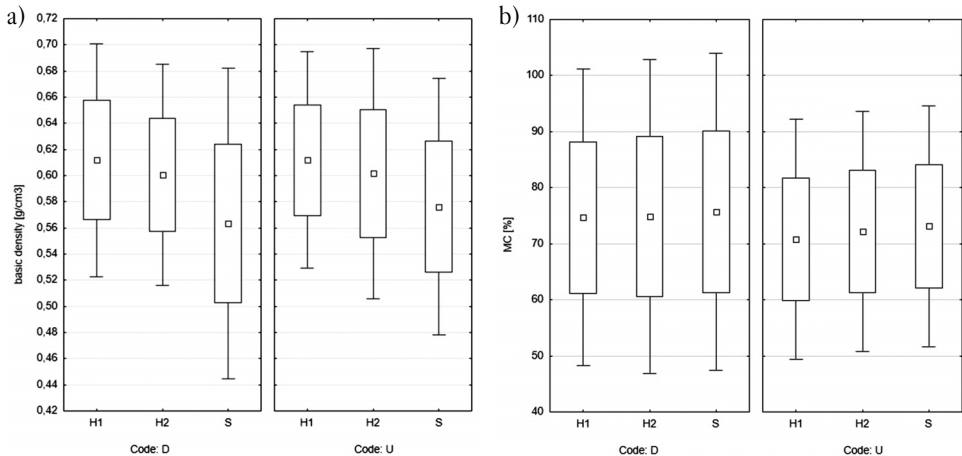 a)
basic density [g/cm3]
0,72
0,70
0,68
0,66
0,64
0,62
0,60
0,58
0,56
0,54
0,52
0,50
0,48
0,46
0,44
0,42
H1 H2 S
Code: D
H1 H2 S
Code: U
b)
MC [%]
110
100
90
80
70
60
50
40
H1 H2 S
Code: D
H1 H2 S
Code: U